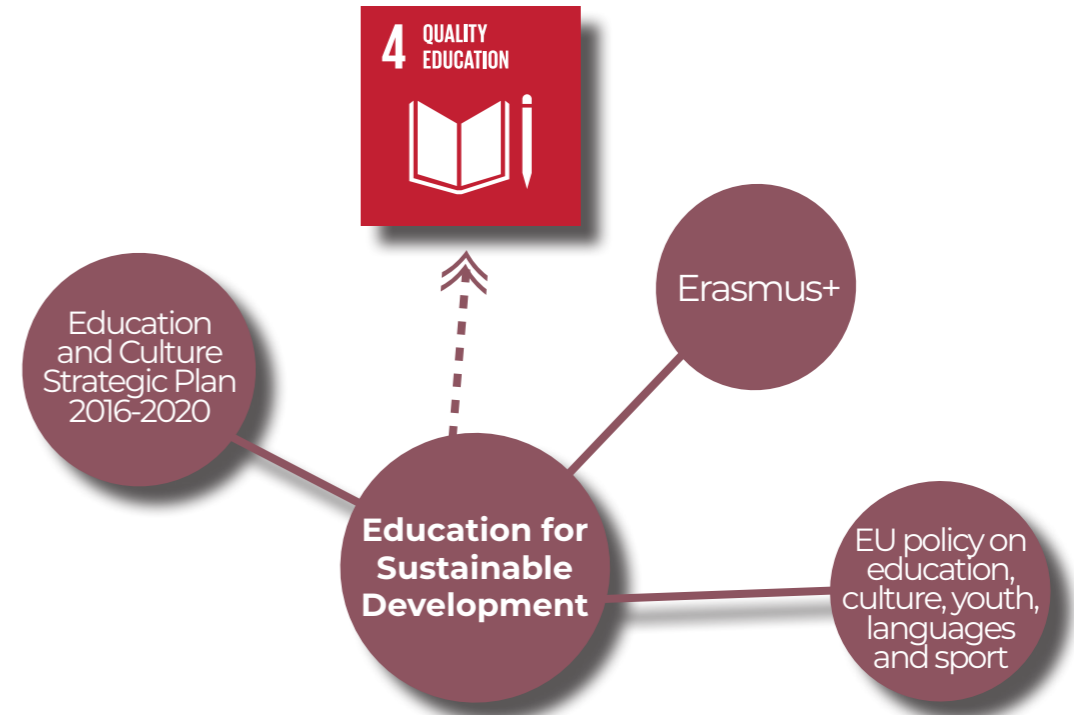 4 QUALITY
EDUCATION
Erasmus+
Education
and Culture
Strategic Plan
2016-2020
Education for
Sustainable
Development
EU policy on
education,
culture, youth,
languages
and sport